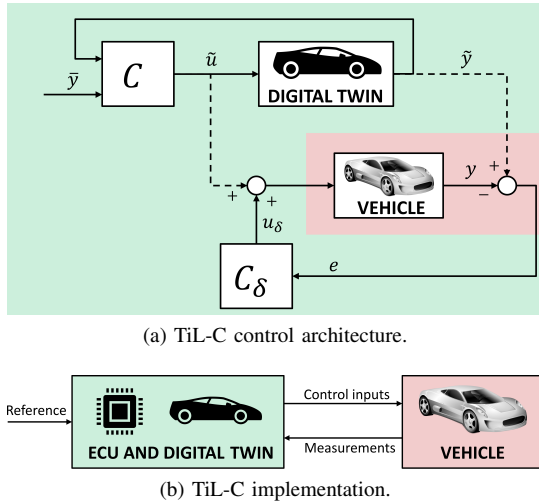 ȳ
C
ũ
DIGITAL TWIN
ỹ
+
+
VEHICLE
y
+
−
u_δ
C_δ
e
(a) TiL-C control architecture.
Reference
ECU AND DIGITAL TWIN
Control inputs
Measurements
VEHICLE
(b) TiL-C implementation.